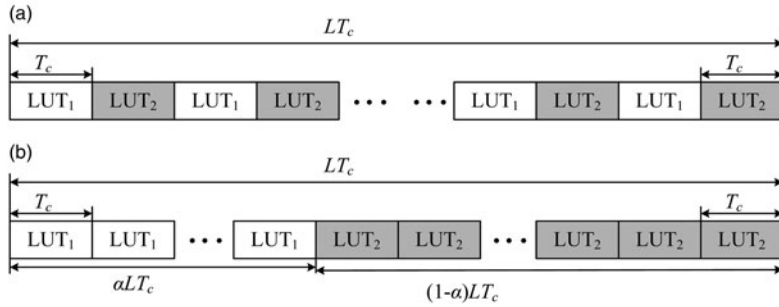 (a)
LT_c
T_c T_c
LUT_1 LUT_2 LUT_1 LUT_2 ... ... LUT_1 LUT_2 LUT_1 LUT_2
(b)
LT_c
T_c T_c
LUT_1 LUT_1 ... LUT_1 LUT_2 LUT_2 ... LUT_2 LUT_2 LUT_2
αLT_c (1-α)LT_c